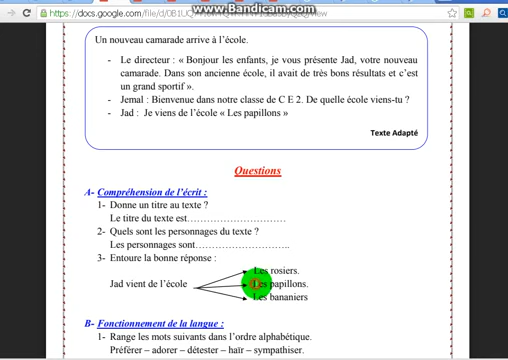 www.Bandicam.com
https://docs.google.com/file/d/0B1UQ
Un nouveau camarade arrive à l'école.
- Le directeur : « Bonjour les enfants, je vous présente Jad, votre nouveau
camarade. Dans son ancienne école, il avait de très bons résultats et c'est
un grand sportif ».
- Jemal : Bienvenue dans notre classe de C E 2. De quelle école viens-tu ?
- Jad : Je viens de l'école « Les papillons »
Texte Adapté
Questions
A- Compréhension de l'écrit :
1- Donne un titre au texte ?
Le titre du texte est…………………………
2- Quels sont les personnages du texte ?
Les personnages sont………………………..
3- Entoure la bonne réponse :
Les rosiers.
Jad vient de l'école Les papillons.
Les bananiers
B- Fonctionnement de la langue :
1- Range les mots suivants dans l'ordre alphabétique.
Préférer – adorer – détester – haïr – sympathiser.